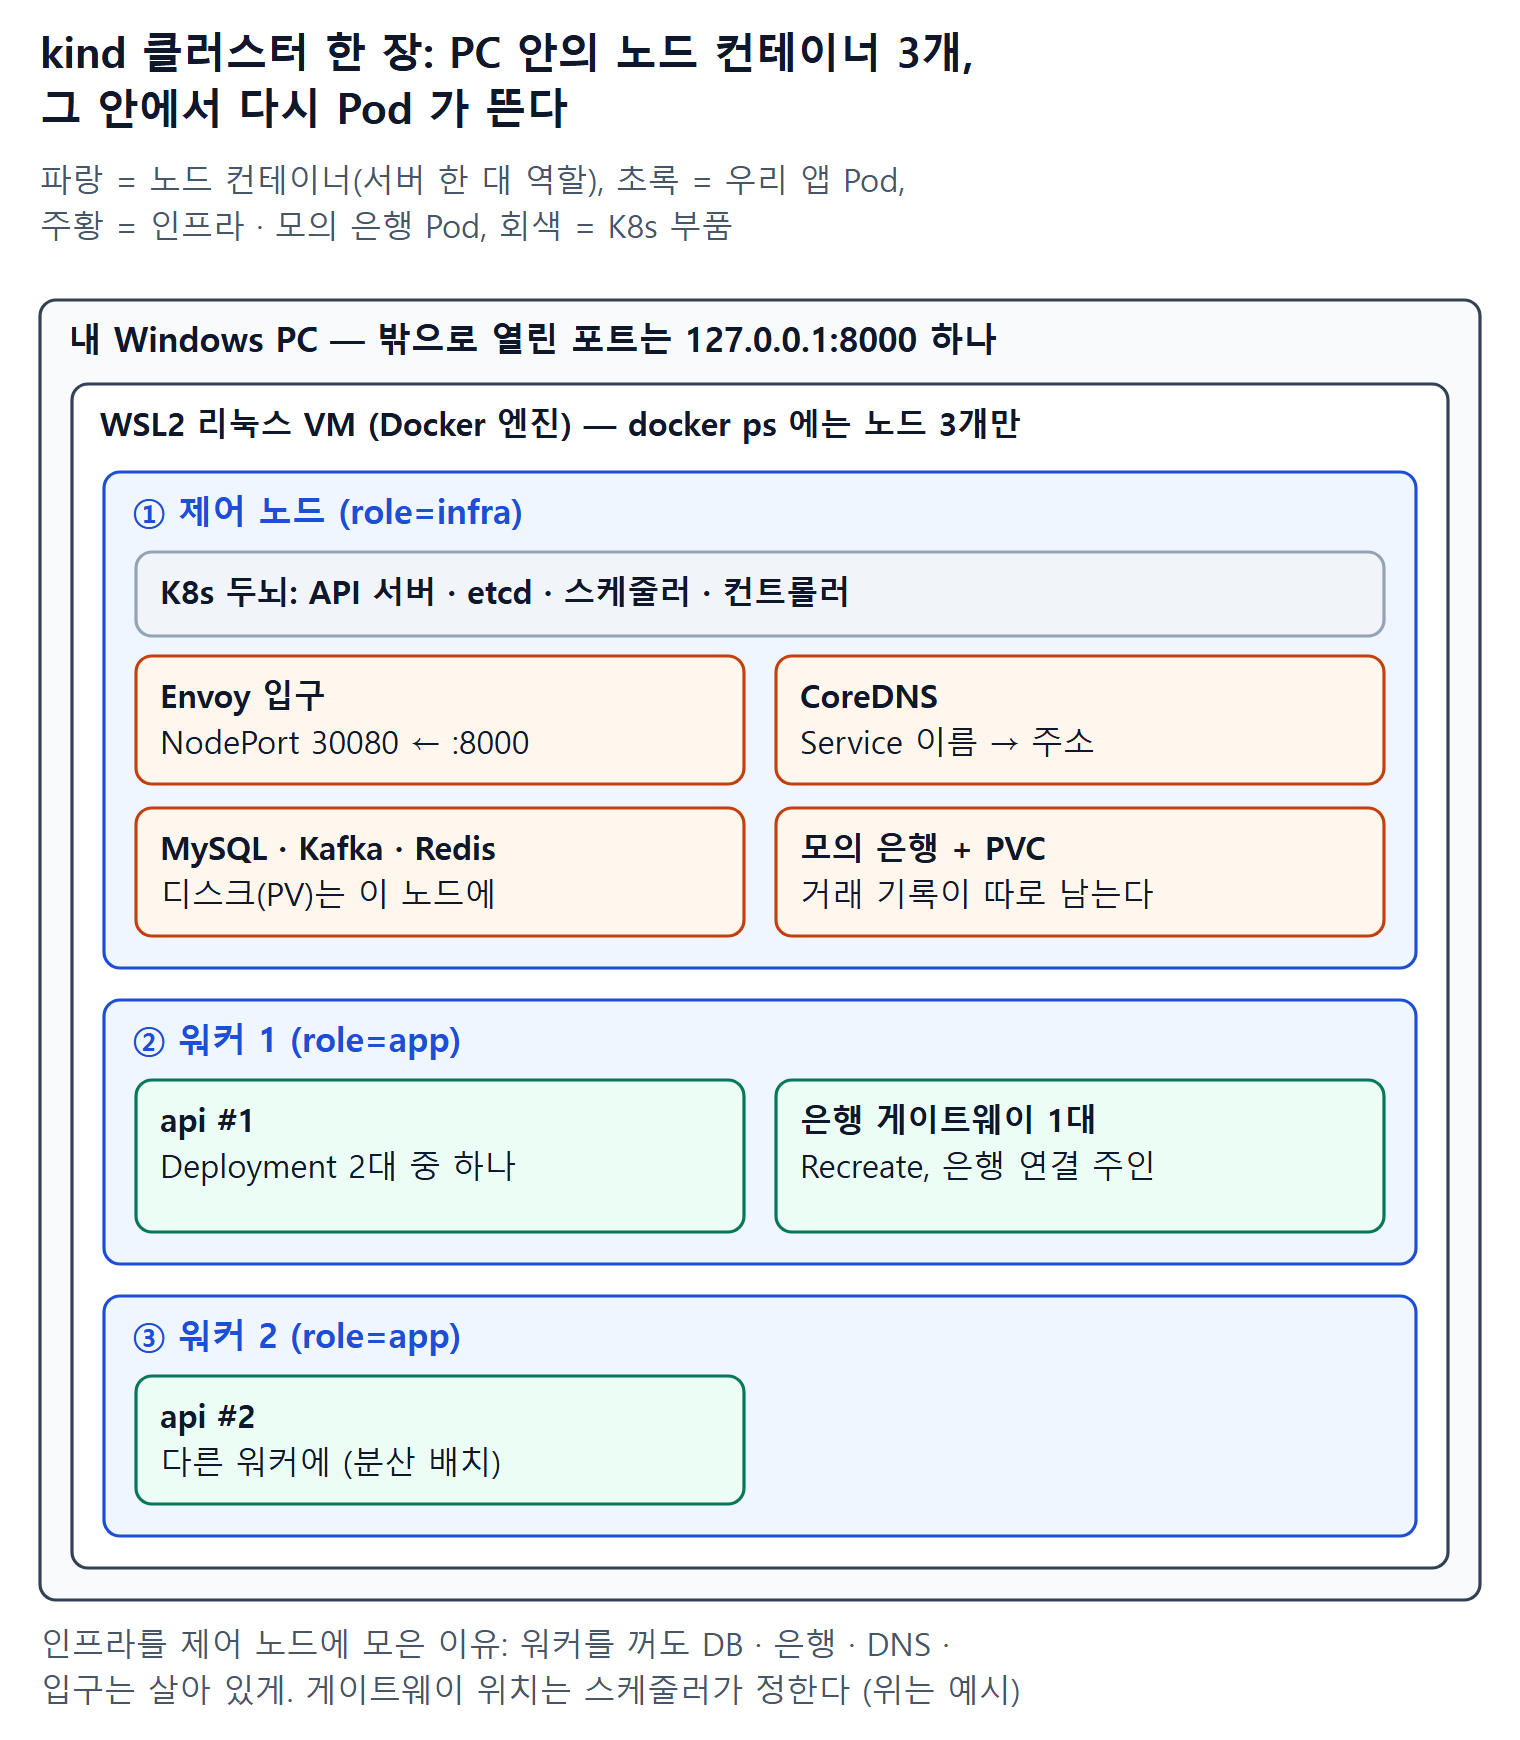 kind 클러스터 한 장: PC 안의 노드 컨테이너 3개,
그 안에서 다시 Pod 가 뜬다
파랑 = 노드 컨테이너(서버 한 대 역할), 초록 = 우리 앱 Pod,
주황 = 인프라 · 모의 은행 Pod, 회색 = K8s 부품
내 Windows PC — 밖으로 열린 포트는 127.0.0.1:8000 하나
WSL2 리눅스 VM (Docker 엔진) — docker ps 에는 노드 3개만
① 제어 노드 (role=infra)
K8s 두뇌: API 서버 · etcd · 스케줄러 · 컨트롤러
Envoy 입구
NodePort 30080 ← :8000
CoreDNS
Service 이름 → 주소
MySQL · Kafka · Redis
디스크(PV)는 이 노드에
모의 은행 + PVC
거래 기록이 따로 남는다
② 워커 1 (role=app)
api #1
Deployment 2대 중 하나
은행 게이트웨이 1대
Recreate, 은행 연결 주인
③ 워커 2 (role=app)
api #2
다른 워커에 (분산 배치)
인프라를 제어 노드에 모은 이유: 워커를 꺼도 DB · 은행 · DNS ·
입구는 살아 있게. 게이트웨이 위치는 스케줄러가 정한다 (위는 예시)